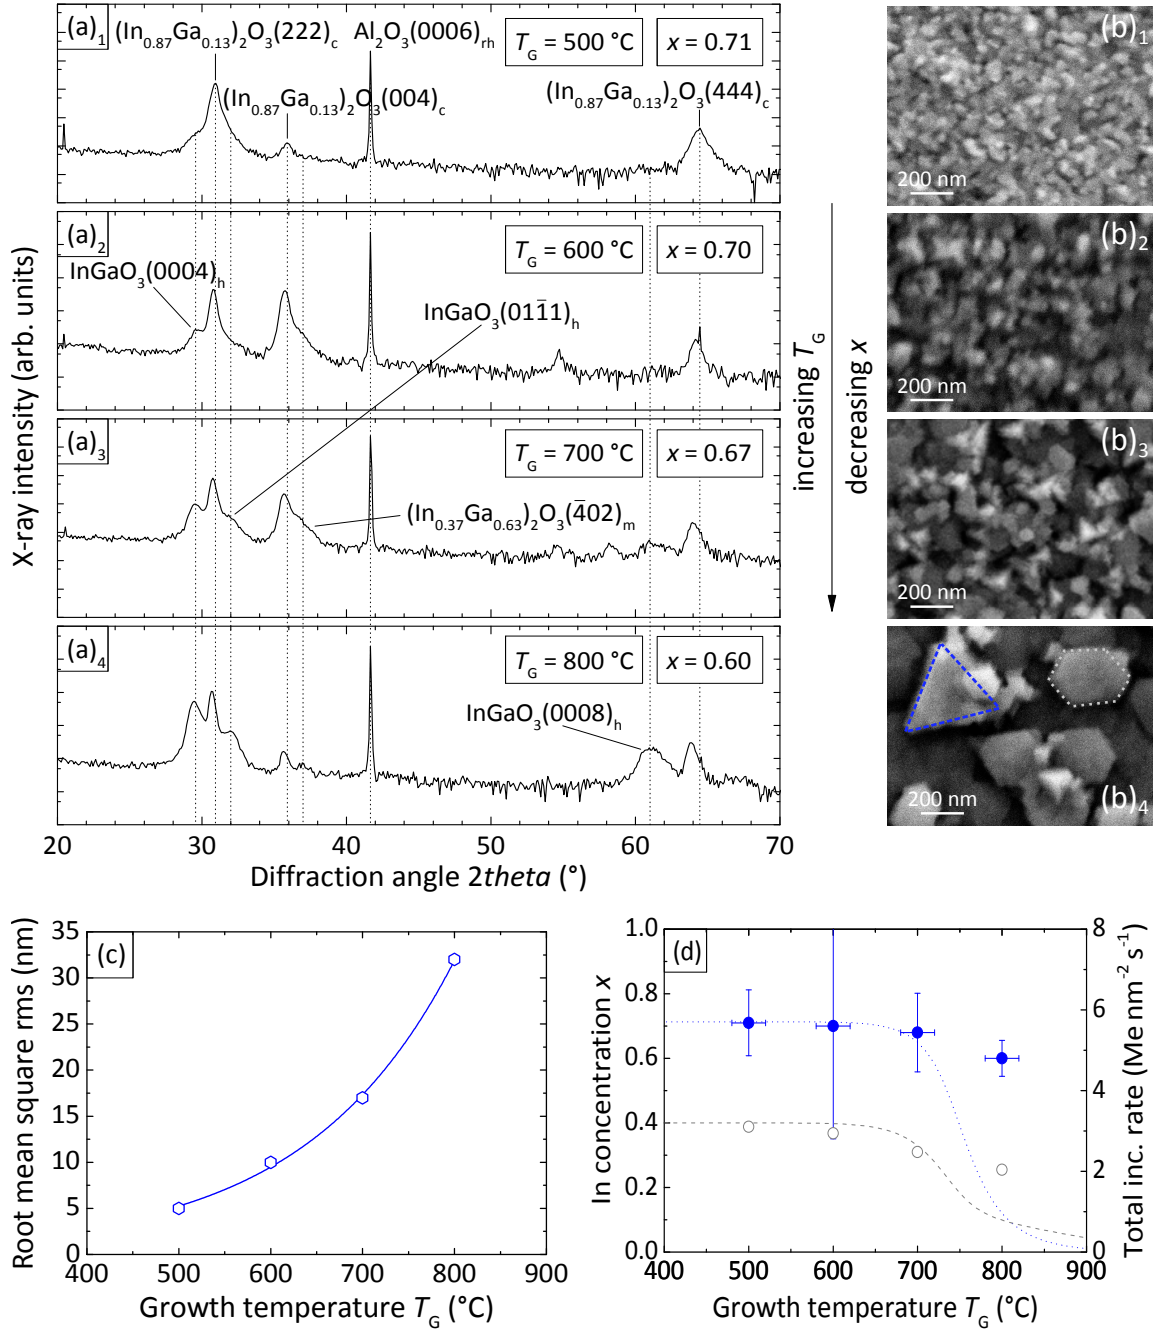 (a)1 (In0.87Ga0.13)2O3(222)c Al2O3(0006)rh TG = 500 °C x = 0.71
(In0.87Ga0.13)2O3(004)c (In0.87Ga0.13)2O3(444)c
(b)1
200 nm
(a)2 TG = 600 °C x = 0.70
InGaO3(0004)h
InGaO3(011̄1)h
(b)2
200 nm
(a)3 TG = 700 °C x = 0.67
(In0.37Ga0.63)2O3(4̄02)m
(b)3
200 nm
(a)4 TG = 800 °C x = 0.60
InGaO3(0008)h
200 nm
(b)4
increasing TG
decreasing x
X-ray intensity (arb. units)
20 30 40 50 60 70
Diffraction angle 2theta (°)
(c)
Root mean square rms (nm)
35
30
25
20
15
10
5
0
100 200 300 400 500 600 700 800 900
Growth temperature TG (°C)
(d)
In concentration x
1.0
0.8
0.6
0.4
0.2
0.0
8
6
4
2
0
Total inc. rate (Me nm-2 s-1)
400 500 600 700 800 900
Growth temperature TG (°C)